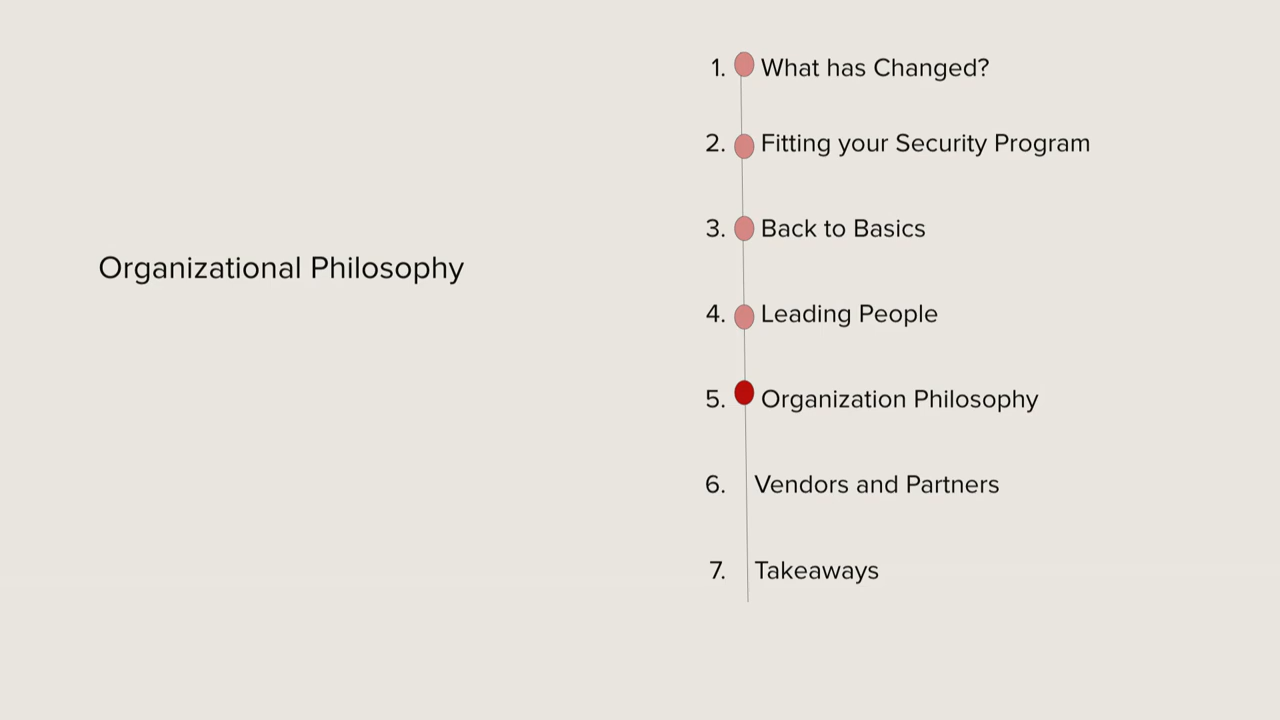 Organizational Philosophy
1. What has Changed?
2. Fitting your Security Program
3. Back to Basics
4. Leading People
5. Organization Philosophy
6. Vendors and Partners
7. Takeaways